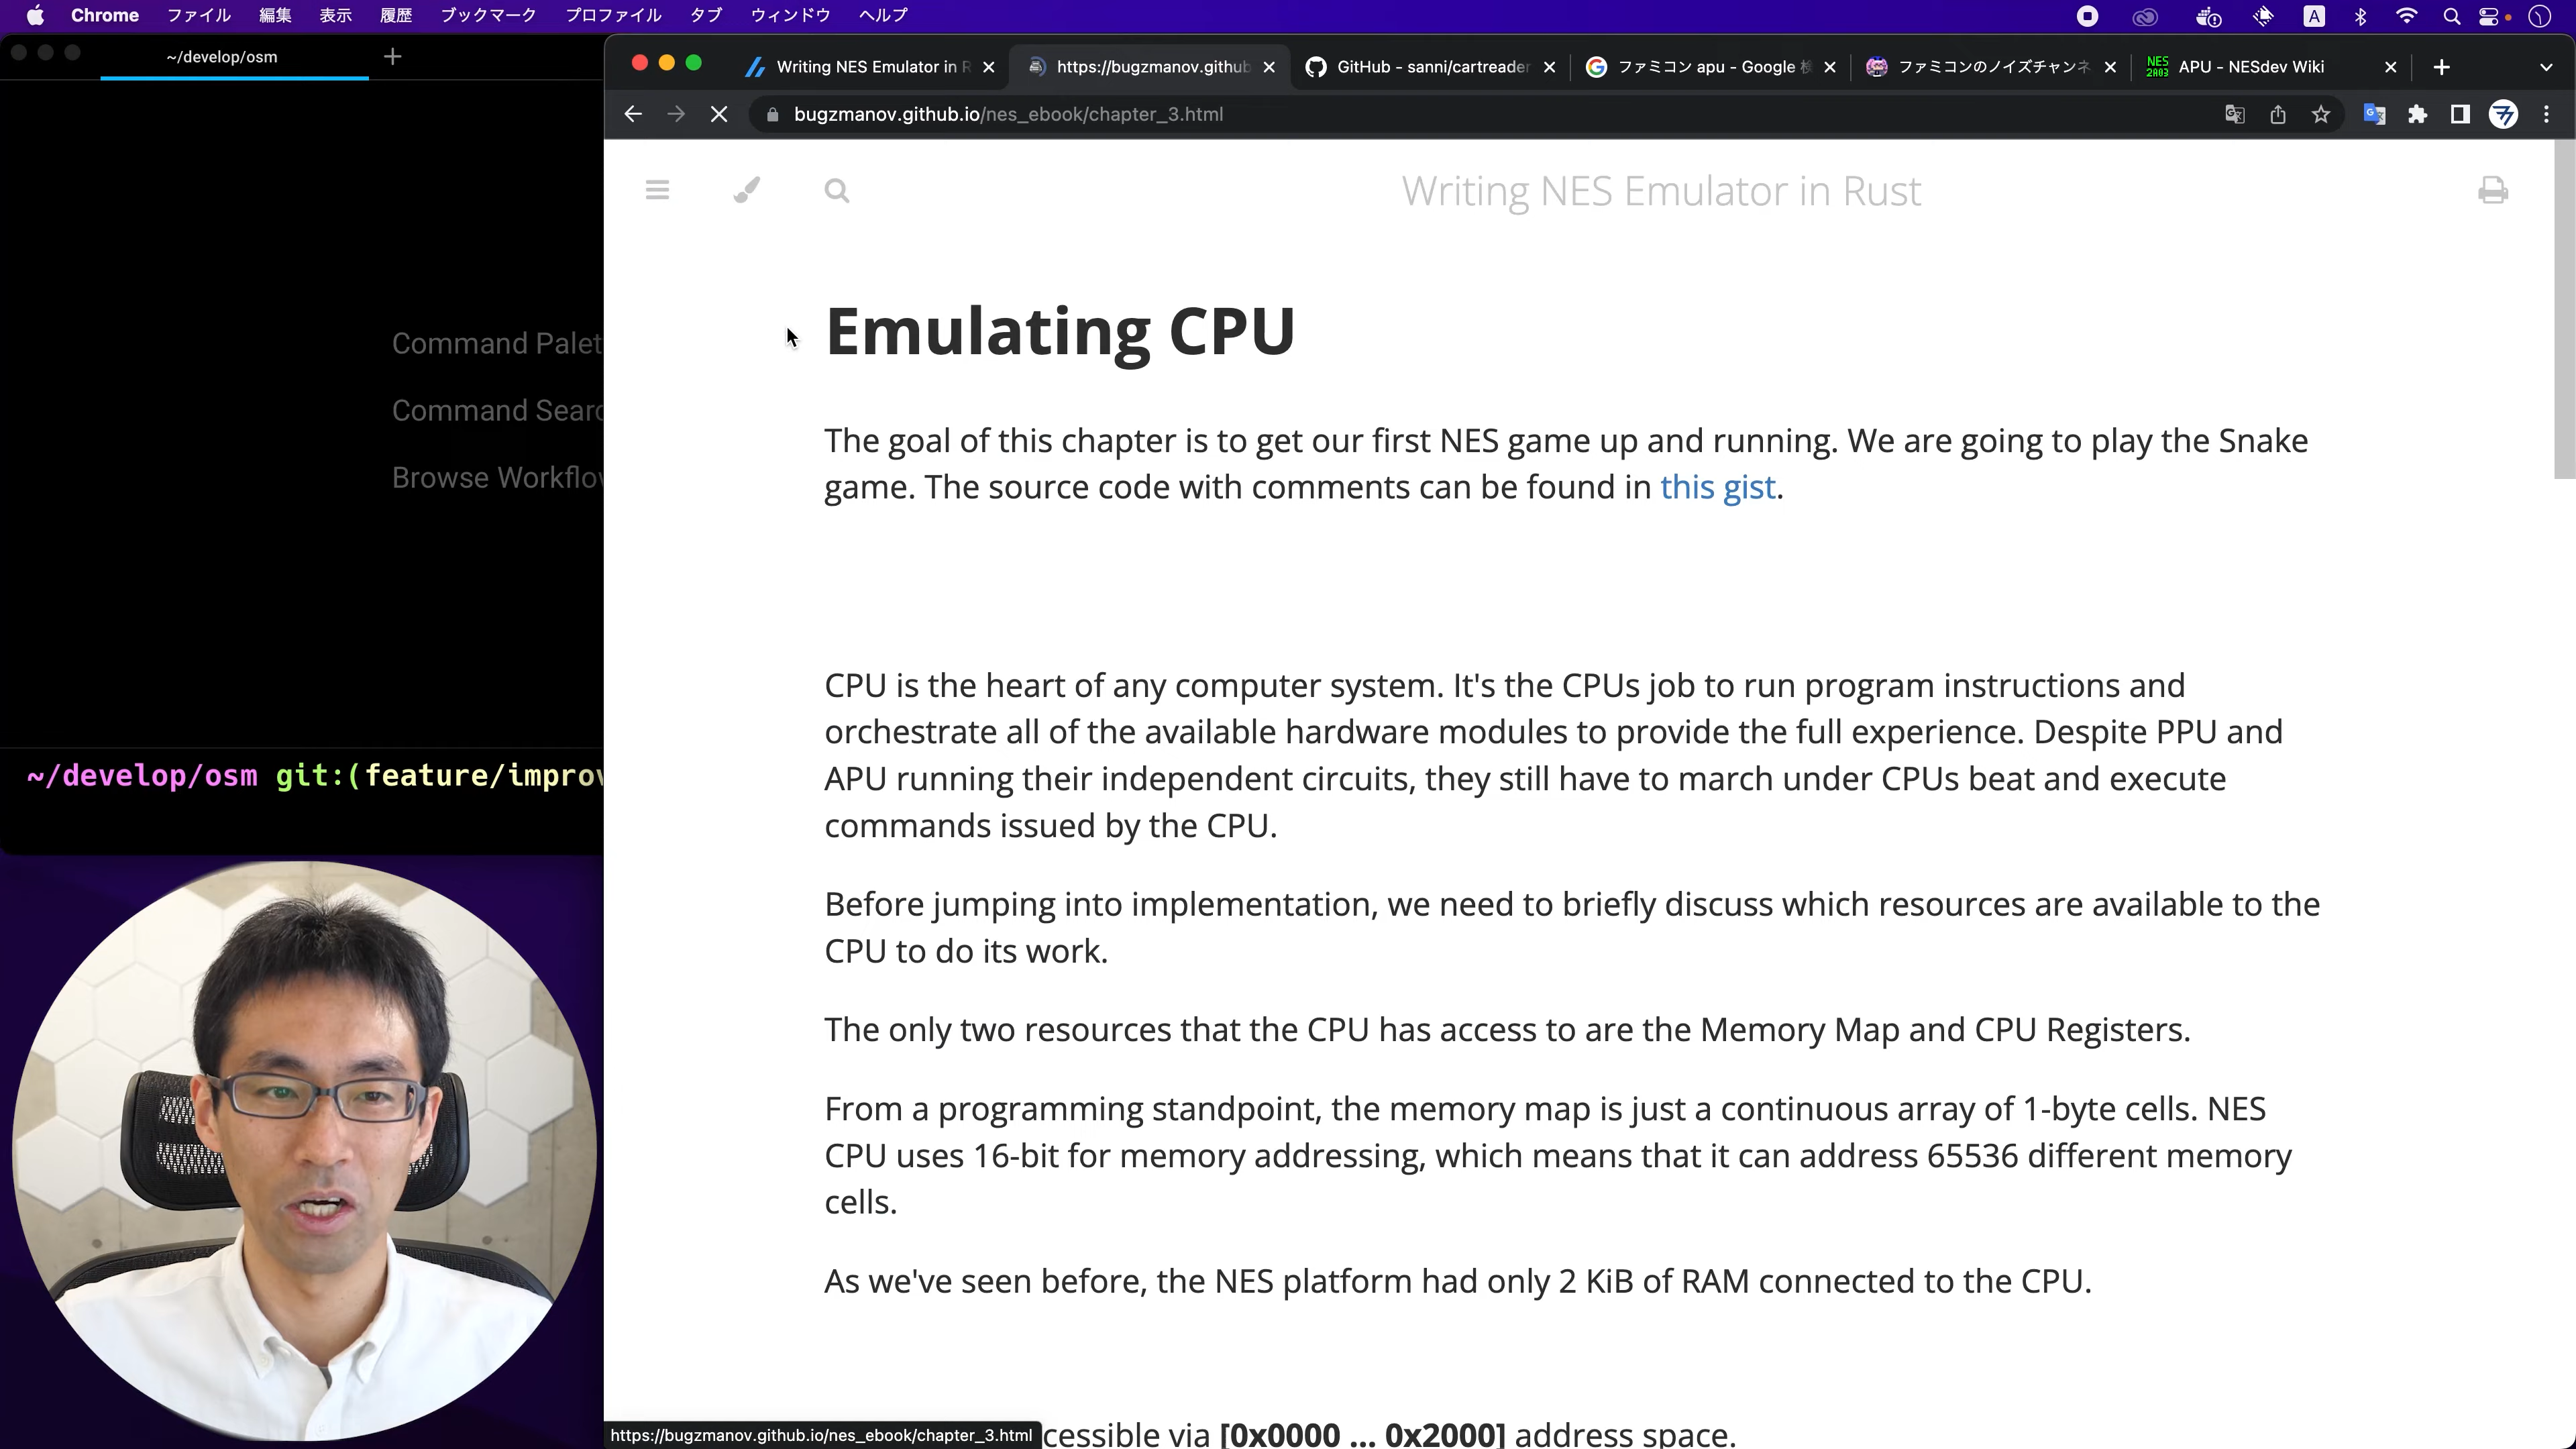 Chrome ファイル 編集 表示 履歴 ブックマーク プロファイル タブ ウィンドウ ヘルプ
A
~/develop/osm
Writing NES Emulator in R
https://bugzmanov.github
GitHub - sanni/cartreader
ファミコン apu - Google
ファミコンのノイズチャンネ
NES 2A03 APU - NESdev Wiki
bugzmanov.github.io/nes_ebook/chapter_3.html
Writing NES Emulator in Rust
Command Palet
Command Searc
Browse Workflo
~/develop/osm git:(feature/improv
Emulating CPU
The goal of this chapter is to get our first NES game up and running. We are going to play the Snake
game. The source code with comments can be found in this gist.
CPU is the heart of any computer system. It's the CPUs job to run program instructions and
orchestrate all of the available hardware modules to provide the full experience. Despite PPU and
APU running their independent circuits, they still have to march under CPUs beat and execute
commands issued by the CPU.
Before jumping into implementation, we need to briefly discuss which resources are available to the
CPU to do its work.
The only two resources that the CPU has access to are the Memory Map and CPU Registers.
From a programming standpoint, the memory map is just a continuous array of 1-byte cells. NES
CPU uses 16-bit for memory addressing, which means that it can address 65536 different memory
cells.
As we've seen before, the NES platform had only 2 KiB of RAM connected to the CPU.
https://bugzmanov.github.io/nes_ebook/chapter_3.html
cessible via [0x0000 ... 0x2000] address space.